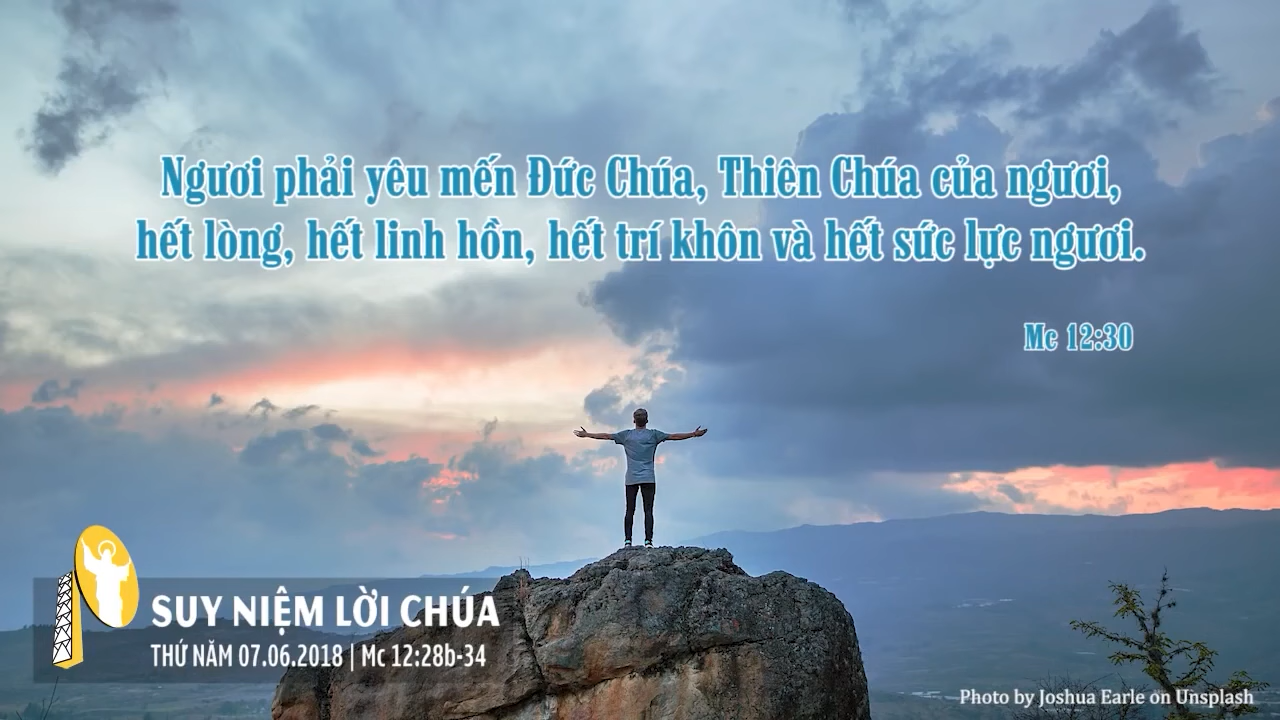 Ngươi phải yêu mến Đức Chúa, Thiên Chúa của ngươi,
hết lòng, hết linh hồn, hết trí khôn và hết sức lực ngươi.
Mc 12:30
SUY NIỆM LỜI CHÚA
THỨ NĂM 07.06.2018 | Mc 12:28b-34
Photo by Joshua Earle on Unsplash